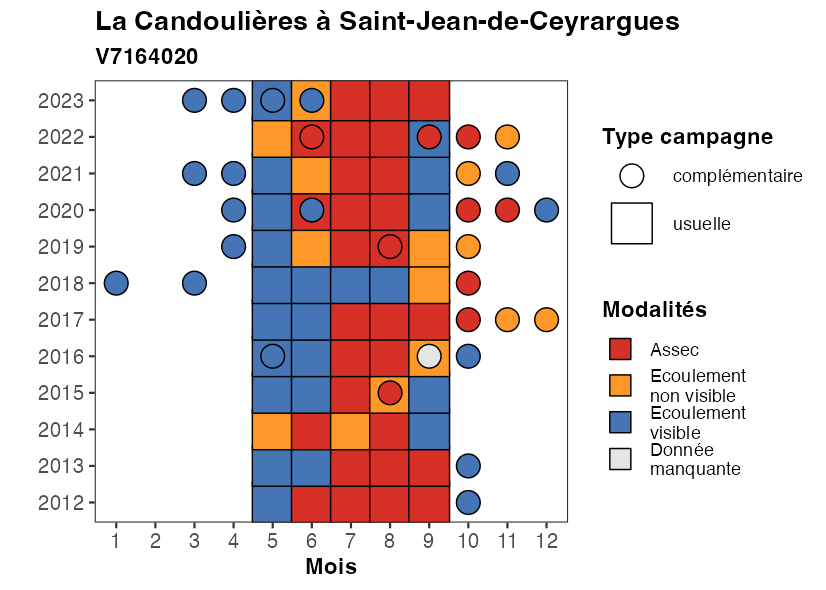 La Candoulières à Saint-Jean-de-Ceyrargues
V7164020
2023
2022
2021
2020
2019
2018
2017
2016
2015
2014
2013
2012
1 2 3 4 5 6 7 8 9 10 11 12
Mois
Type campagne
complémentaire
usuelle
Modalités
Assec
Ecoulement
non visible
Ecoulement
visible
Donnée
manquante